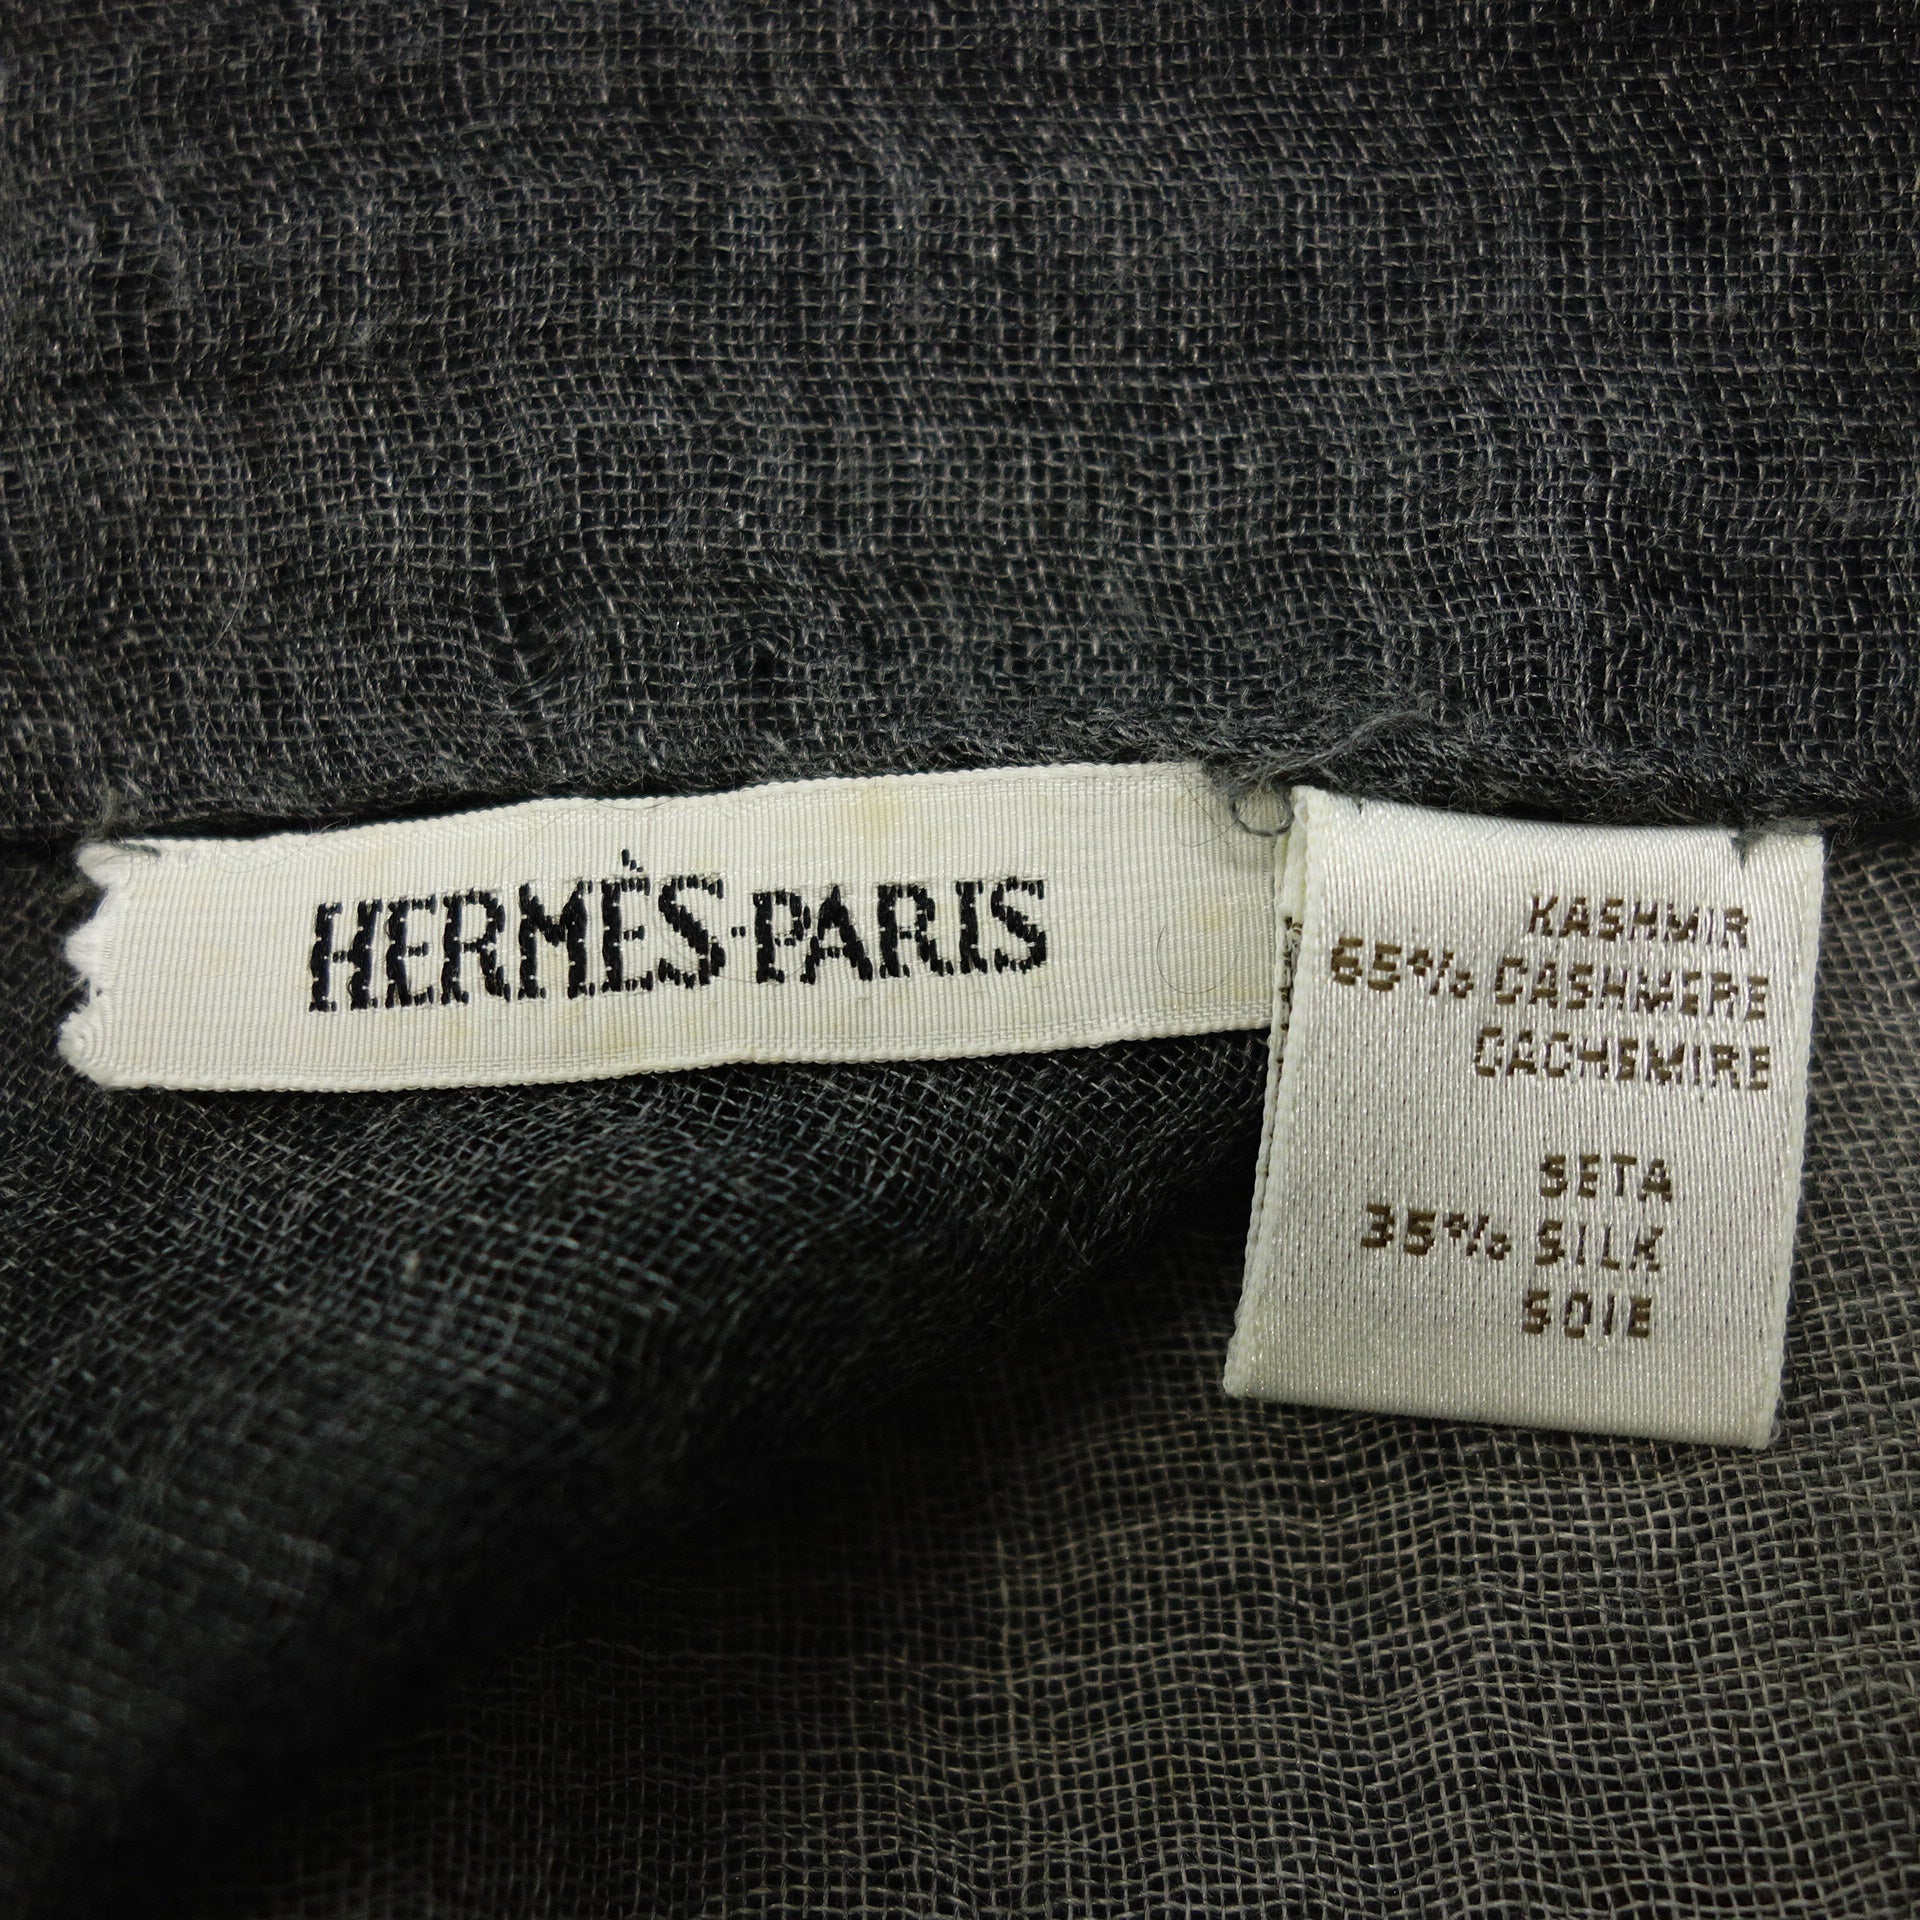 HERMÈS-PARIS
KASHMIR
65% CASHMERE
CACHEMIRE
SETA
35% SILK
SOIE